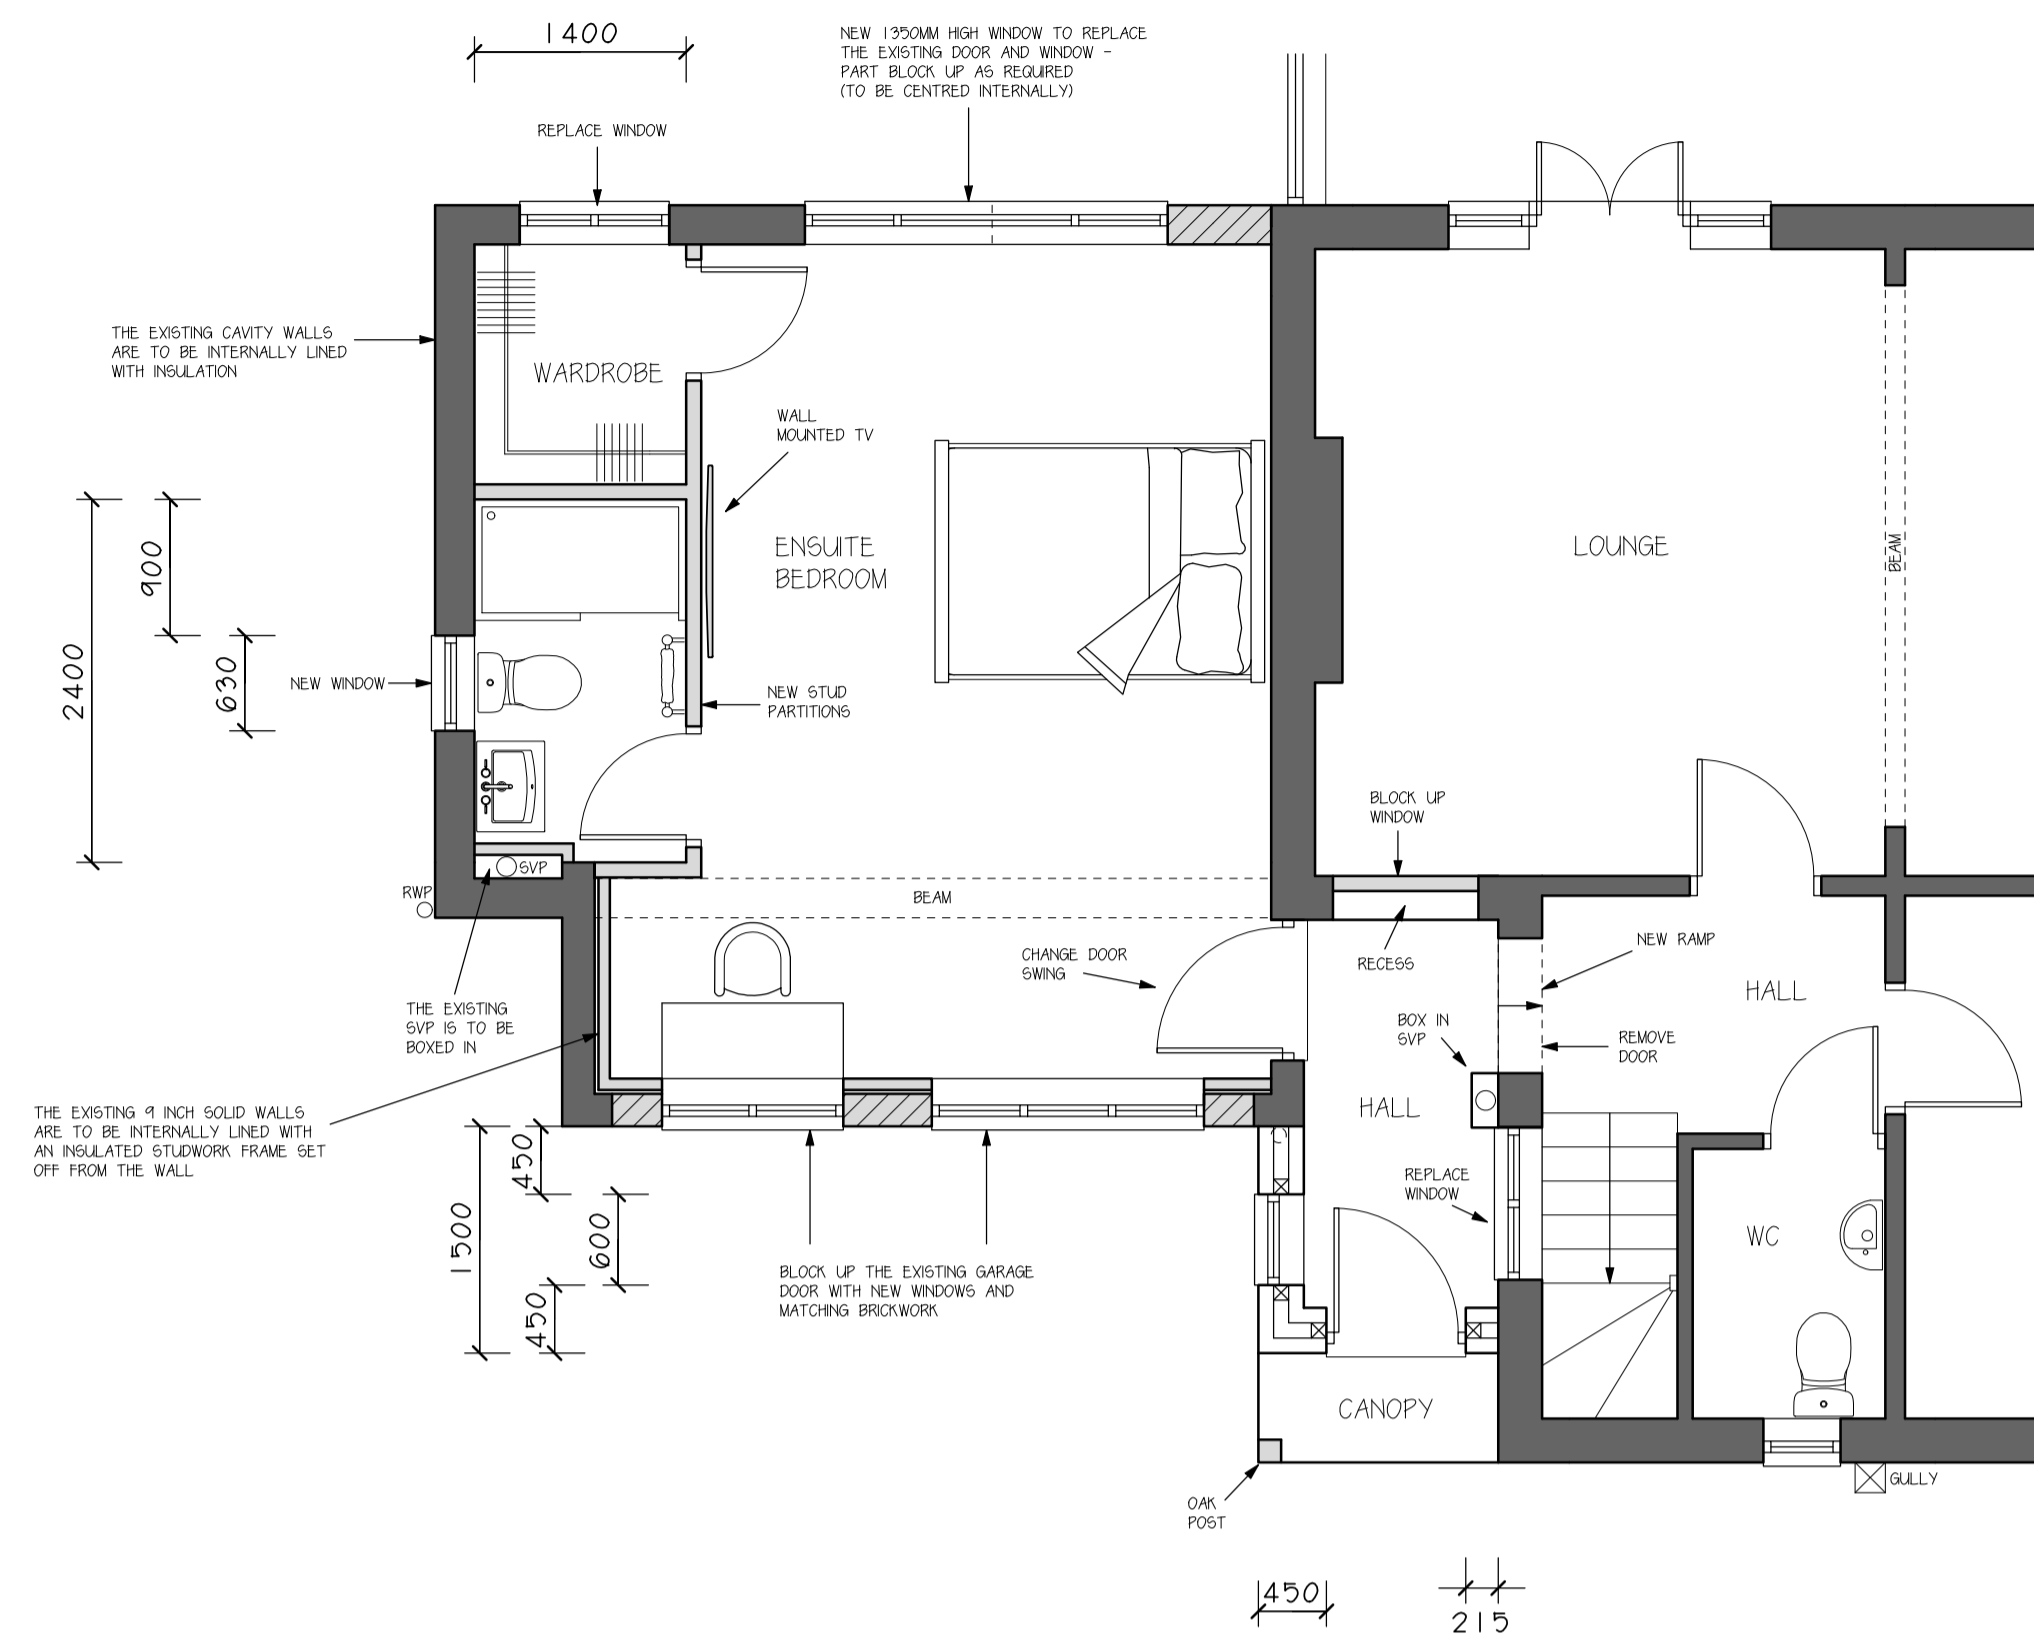 1400
NEW 1350MM HIGH WINDOW TO REPLACE
THE EXISTING DOOR AND WINDOW -
PART BLOCK UP AS REQUIRED
(TO BE CENTRED INTERNALLY)
REPLACE WINDOW
THE EXISTING CAVITY WALLS
ARE TO BE INTERNALLY LINED
WITH INSULATION
WARDROBE
WALL
MOUNTED TV
ENSUITE
BEDROOM
LOUNGE
BEAM
900
2400
630
NEW WINDOW
NEW STUD
PARTITIONS
BLOCK UP
WINDOW
SVP
RWP
BEAM
CHANGE DOOR
SWING
RECESS
NEW RAMP
HALL
THE EXISTING
SVP IS TO BE
BOXED IN
BOX IN
SVP
REMOVE
DOOR
THE EXISTING 9 INCH SOLID WALLS
ARE TO BE INTERNALLY LINED WITH
AN INSULATED STUDWORK FRAME SET
OFF FROM THE WALL
HALL
450
1500
600
450
REPLACE
WINDOW
WC
BLOCK UP THE EXISTING GARAGE
DOOR WITH NEW WINDOWS AND
MATCHING BRICKWORK
CANOPY
GULLY
OAK
POST
450
215